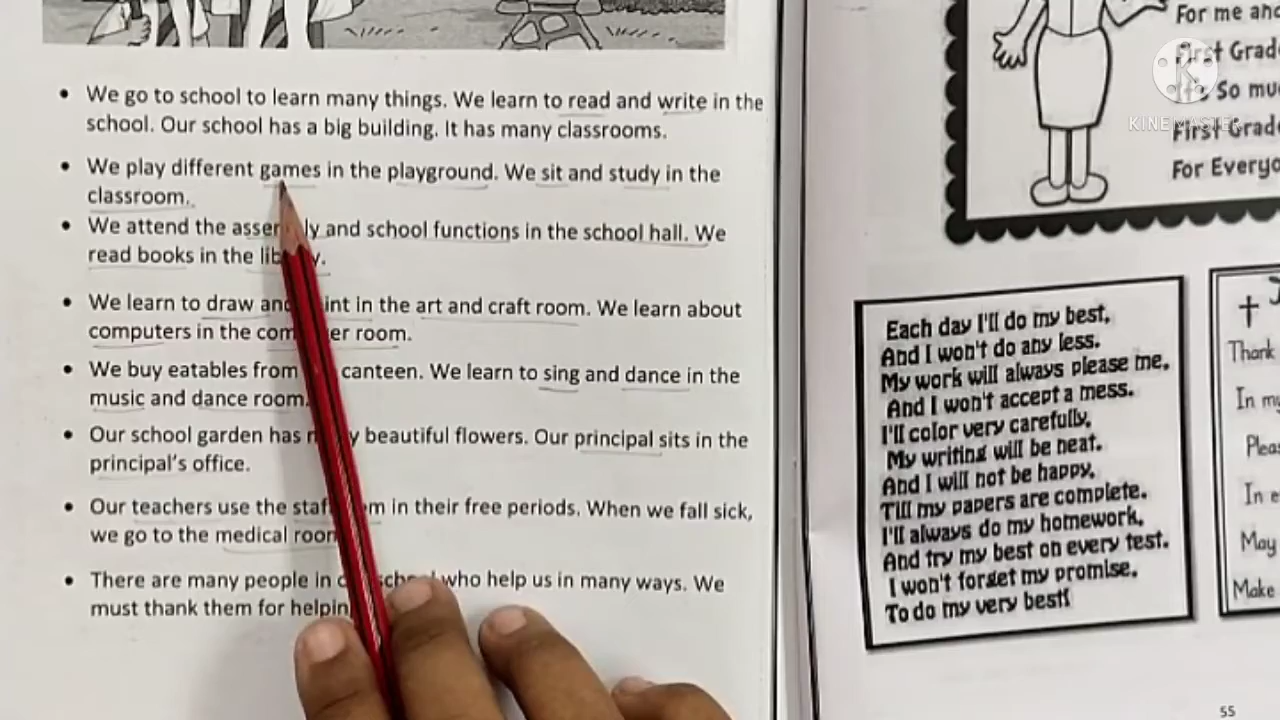 • We go to school to learn many things. We learn to read and write in the
school. Our school has a big building. It has many classrooms.
• We play different games in the playground. We sit and study in the
classroom.
• We attend the ly and school functions in the school hall. We
read books in the
• We learn to draw and in the art and craft room. We learn about
computers in the er room.
• We buy eatables from canteen. We learn to sing and dance in the
music and dance room.
• Our school garden has beautiful flowers. Our principal sits in the
principal's office.
• Our teachers use the in their free periods. When we fall sick,
we go to the medical room
• There are many people in who help us in many ways. We
must thank them for
For me and
First Grad
So mu
First Grad
For Everyo
KINEMASTER
Each day I'll do my best,
And I won't do any less.
My work will always please me,
And I won't accept a mess.
I'll color very carefully,
My writing will be neat.
And I will not be happy,
Till my papers are complete.
I'll always do my homework,
And try my best on every test.
I won't forget my promise,
To do my very best!
Thank
In m
Pleas
In e
May
Make
55